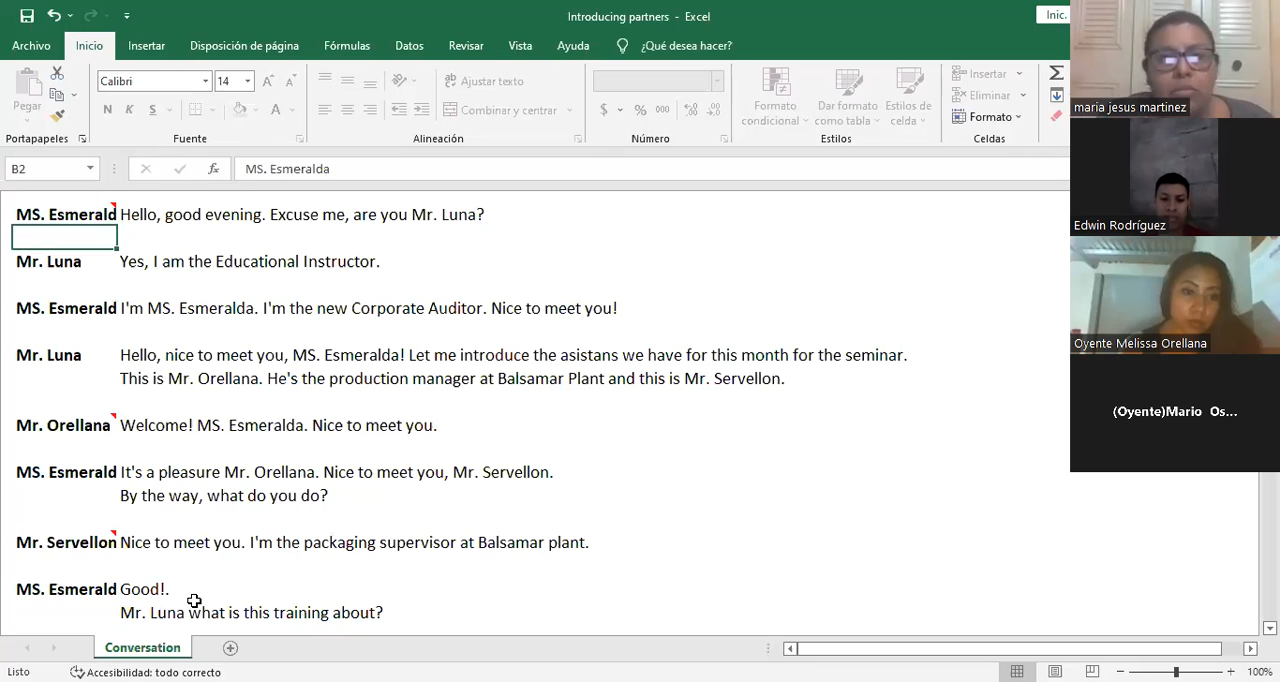 Introducing partners - Excel
Inic.
Archivo Inicio Insertar Disposición de página Fórmulas Datos Revisar Vista Ayuda ¿Qué desea hacer?
Pegar
Calibri 14
N K S A
Ajustar texto
Combinar y centrar
$ % 000
Formato condicional
Dar formato como tabla
Estilos de celda
Insertar
Eliminar
Formato
Portapapeles Fuente Alineación Número Estilos Celdas
B2 fx MS. Esmeralda
MS. Esmerald Hello, good evening. Excuse me, are you Mr. Luna?
Mr. Luna Yes, I am the Educational Instructor.
MS. Esmerald I'm MS. Esmeralda. I'm the new Corporate Auditor. Nice to meet you!
Mr. Luna Hello, nice to meet you, MS. Esmeralda! Let me introduce the asistans we have for this month for the seminar.
This is Mr. Orellana. He's the production manager at Balsamar Plant and this is Mr. Servellon.
Mr. Orellana Welcome! MS. Esmeralda. Nice to meet you.
MS. Esmerald It's a pleasure Mr. Orellana. Nice to meet you, Mr. Servellon.
By the way, what do you do?
Mr. Servellon Nice to meet you. I'm the packaging supervisor at Balsamar plant.
MS. Esmerald Good!.
Mr. Luna what is this training about?
Conversation
Listo Accesibilidad: todo correcto 100%
maria jesus martinez
Edwin Rodríguez
Oyente Melissa Orellana
(Oyente)Mario Os...